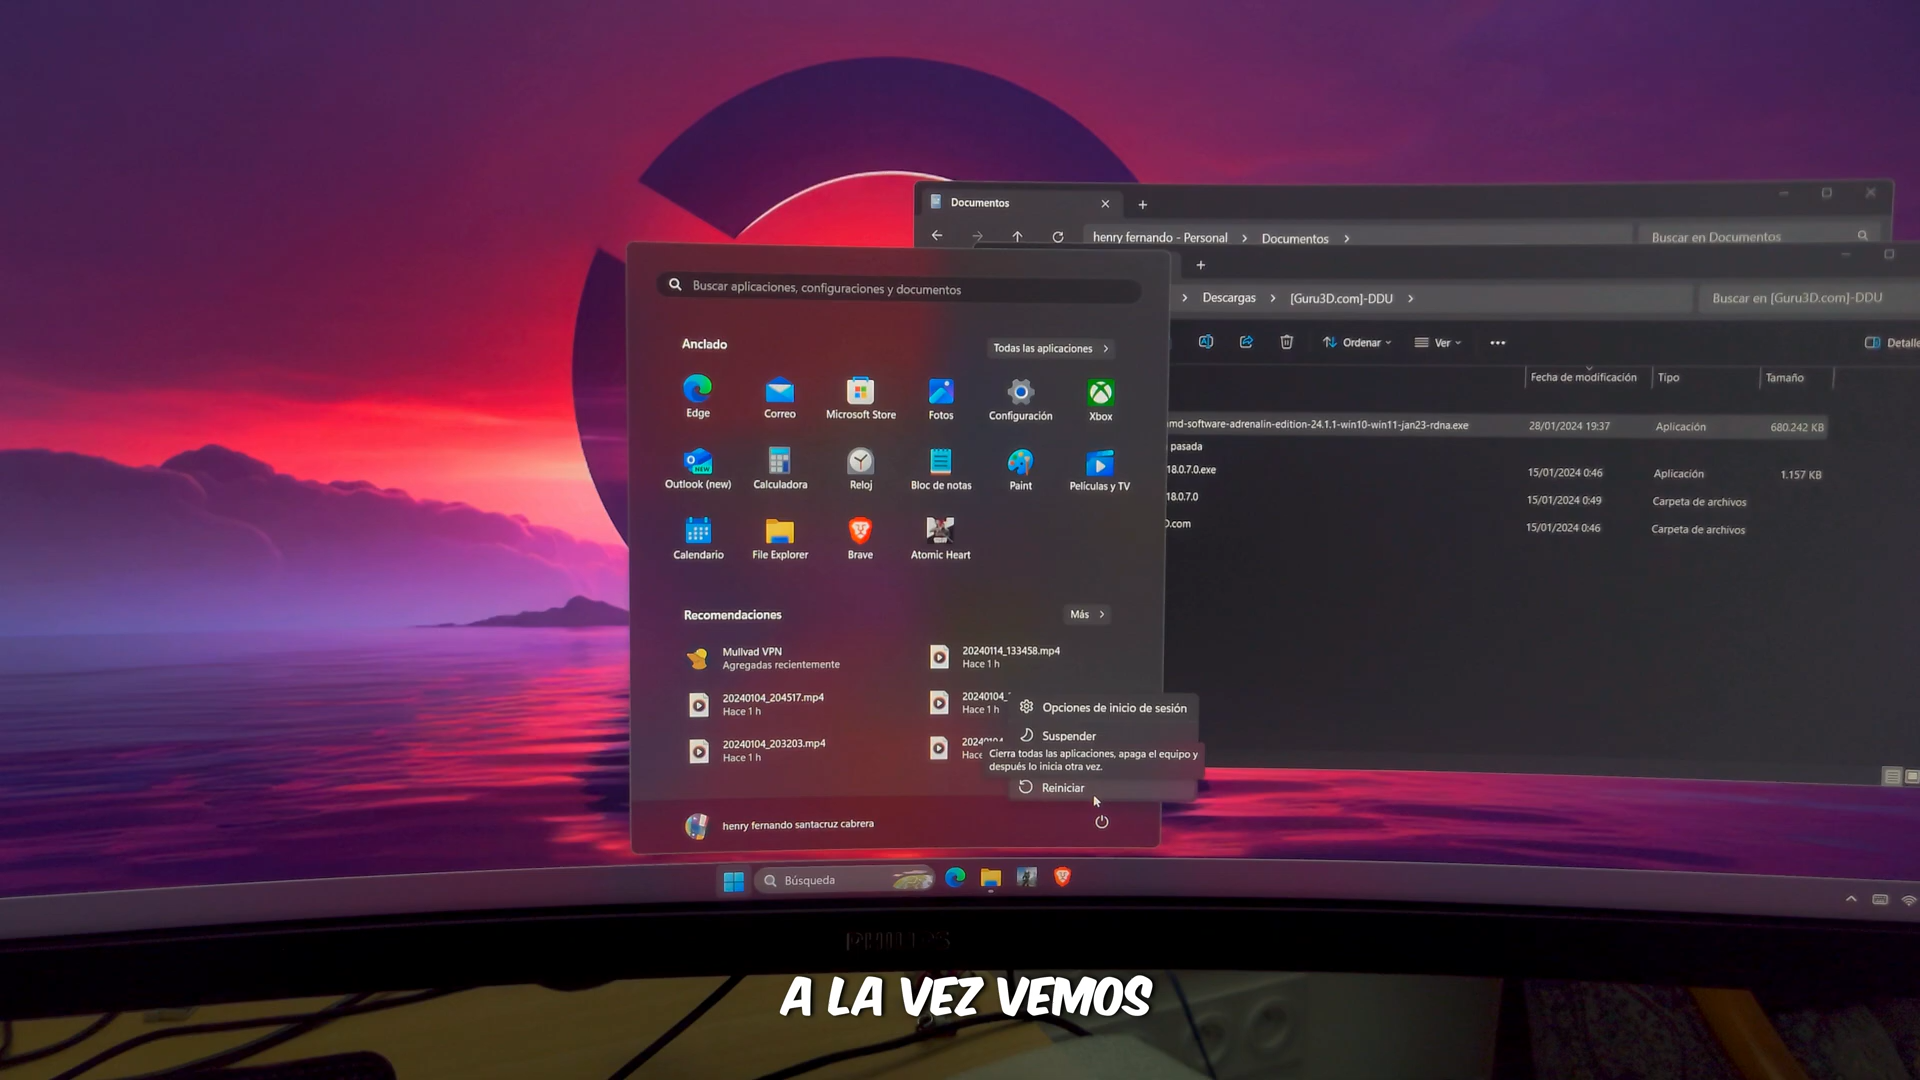 Documentos
henry fernando - Personal > Documentos >
Buscar en Documentos
Descargas > [Guru3D.com]-DDU >
Buscar en [Guru3D.com]-DDU
Ordenar
Ver
Detalle
Fecha de modificación
Tipo
Tamaño
md-software-adrenalin-edition-24.1.1-win10-win11-jan23-rdna.exe
28/01/2024 19:37
Aplicación
680.242 KB
pasada
18.0.7.0.exe
15/01/2024 0:46
Aplicación
1.157 KB
18.0.7.0
15/01/2024 0:49
Carpeta de archivos
.com
15/01/2024 0:46
Carpeta de archivos
Buscar aplicaciones, configuraciones y documentos
Anclado
Todas las aplicaciones >
Edge
Correo
Microsoft Store
Fotos
Configuración
Xbox
Outlook (new)
Calculadora
Reloj
Bloc de notas
Paint
Películas y TV
Calendario
File Explorer
Brave
Atomic Heart
Recomendaciones
Más >
Mullvad VPN
Agregadas recientemente
20240114_133458.mp4
Hace 1 h
20240104_204517.mp4
Hace 1 h
20240104_
Hace 1 h
20240104_203203.mp4
Hace 1 h
Hace
Opciones de inicio de sesión
Suspender
Cierra todas las aplicaciones, apaga el equipo y
después lo inicia otra vez.
Reiniciar
henry fernando santacruz cabrera
Búsqueda
PHILIPS
A LA VEZ VEMOS